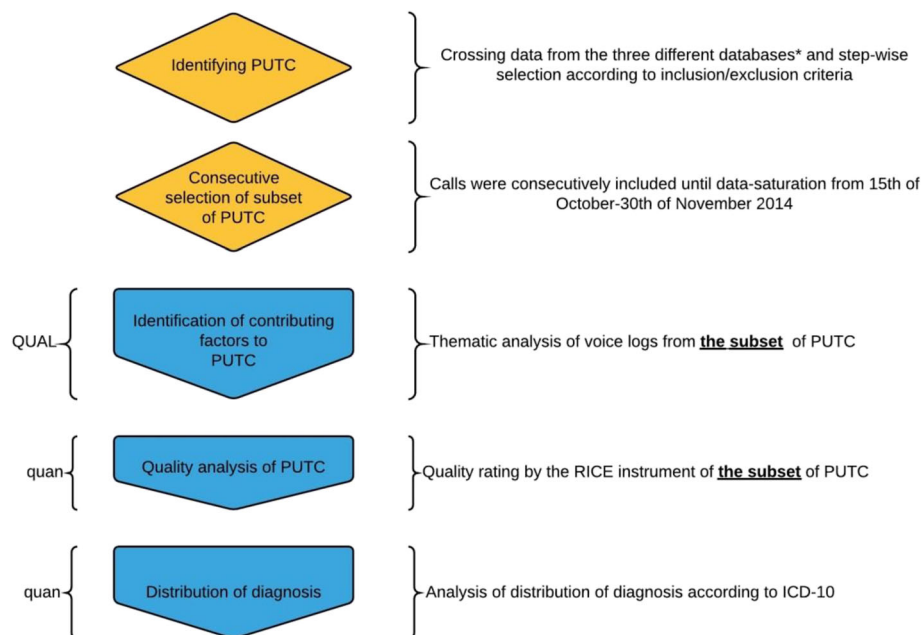 Identifying PUTC
Crossing data from the three different databases* and step-wise
selection according to inclusion/exclusion criteria
Consecutive
selection of subset
of PUTC
Calls were consecutively included until data-saturation from 15th of
October-30th of November 2014
QUAL
Identification of contributing
factors to
PUTC
Thematic analysis of voice logs from the subset of PUTC
quan
Quality analysis of PUTC
Quality rating by the RICE instrument of the subset of PUTC
quan
Distribution of diagnosis
Analysis of distribution of diagnosis according to ICD-10